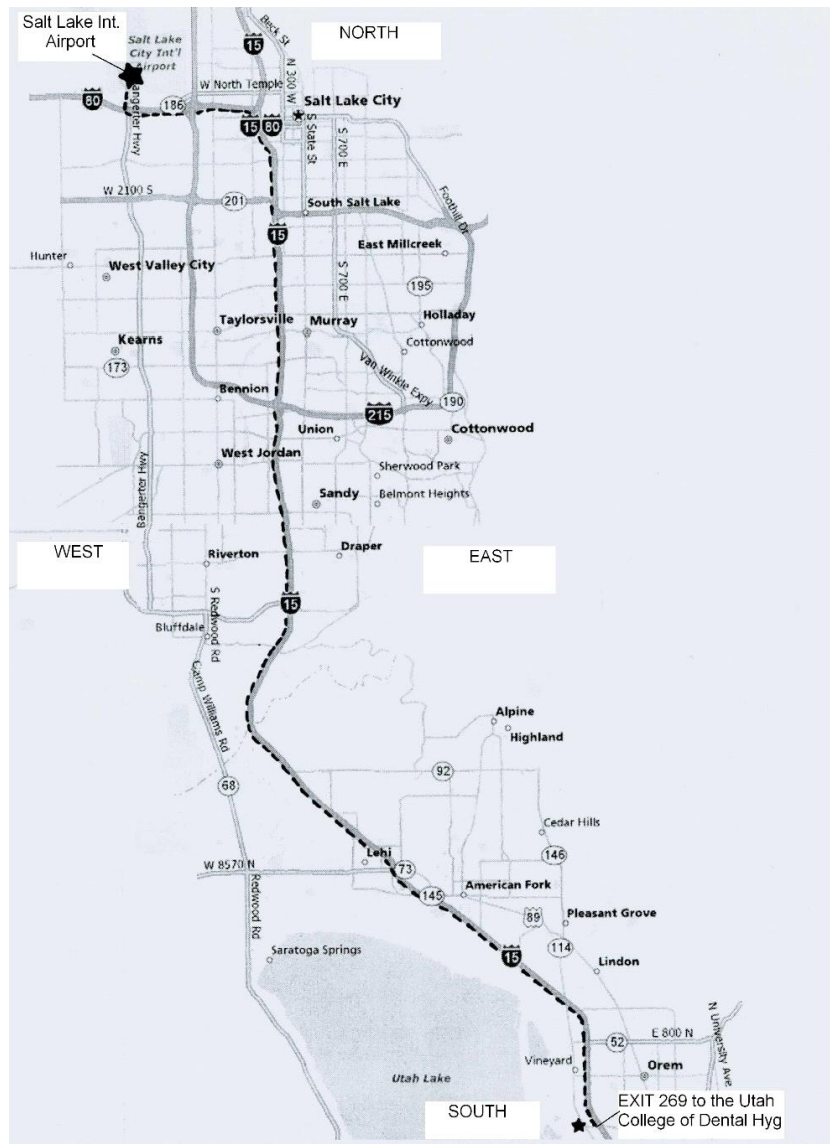 Salt Lake Int.
Airport
Salt Lake
City Int'l
Airport
Beck St
15
NORTH
N 300 W
W North Temple
80
186
Salt Lake City
15
80
Bangerter Hwy
S State St
S 700 E
W 2100 S
201
South Salt Lake
Foothill Dr
15
East Millcreek
Hunter
West Valley City
S 700 E
195
Taylorsville
Murray
Holladay
Kearns
Cottonwood
173
Van Winkle Expy
Bennion
190
215
Union
Cottonwood
West Jordan
Sherwood Park
Bangerter Hwy
Sandy
Belmont Heights
WEST
Riverton
Draper
EAST
S Redwood Rd
15
Bluffdale
Camp Williams Rd
Alpine
Highland
68
92
Cedar Hills
W 8570 N
Lehi
73
146
145
American Fork
Redwood Rd
89
Pleasant Grove
114
Saratoga Springs
15
Lindon
N University Ave
52
E 800 N
Vineyard
Orem
Utah Lake
SOUTH
EXIT 269 to the Utah
College of Dental Hyg